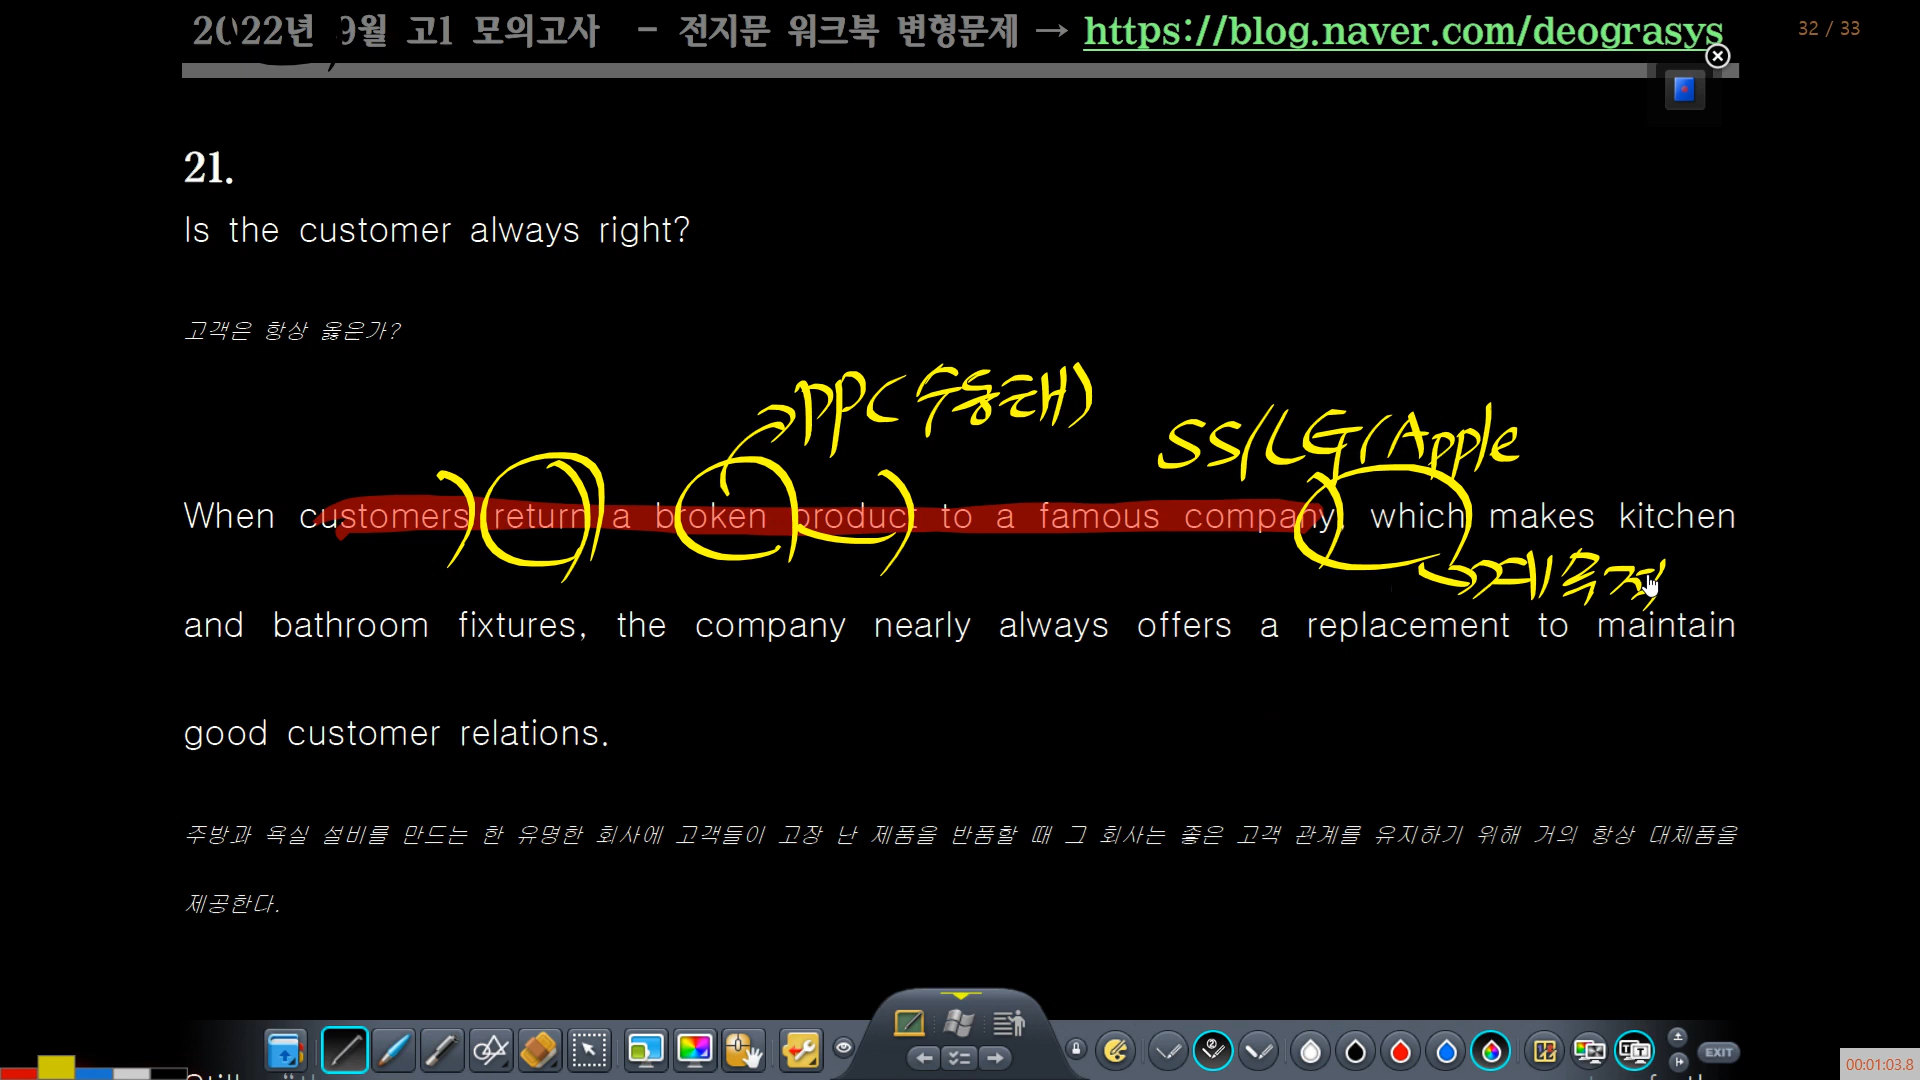 2022년 9월 고1 모의고사 - 전지문 워크북 변형문제 → https://blog.naver.com/deograsys
32 / 33
21.
Is the customer always right?
고객은 항상 옳은가?
PP(수동태)
SS/LG/Apple
When customers return a broken product to a famous company, which makes kitchen
and bathroom fixtures, the company nearly always offers a replacement to maintain
good customer relations.
주방과 욕실 설비를 만드는 한 유명한 회사에 고객들이 고장 난 제품을 반품할 때 그 회사는 좋은 고객 관계를 유지하기 위해 거의 항상 대체품을
제공한다.
EXIT
00:01:03.8